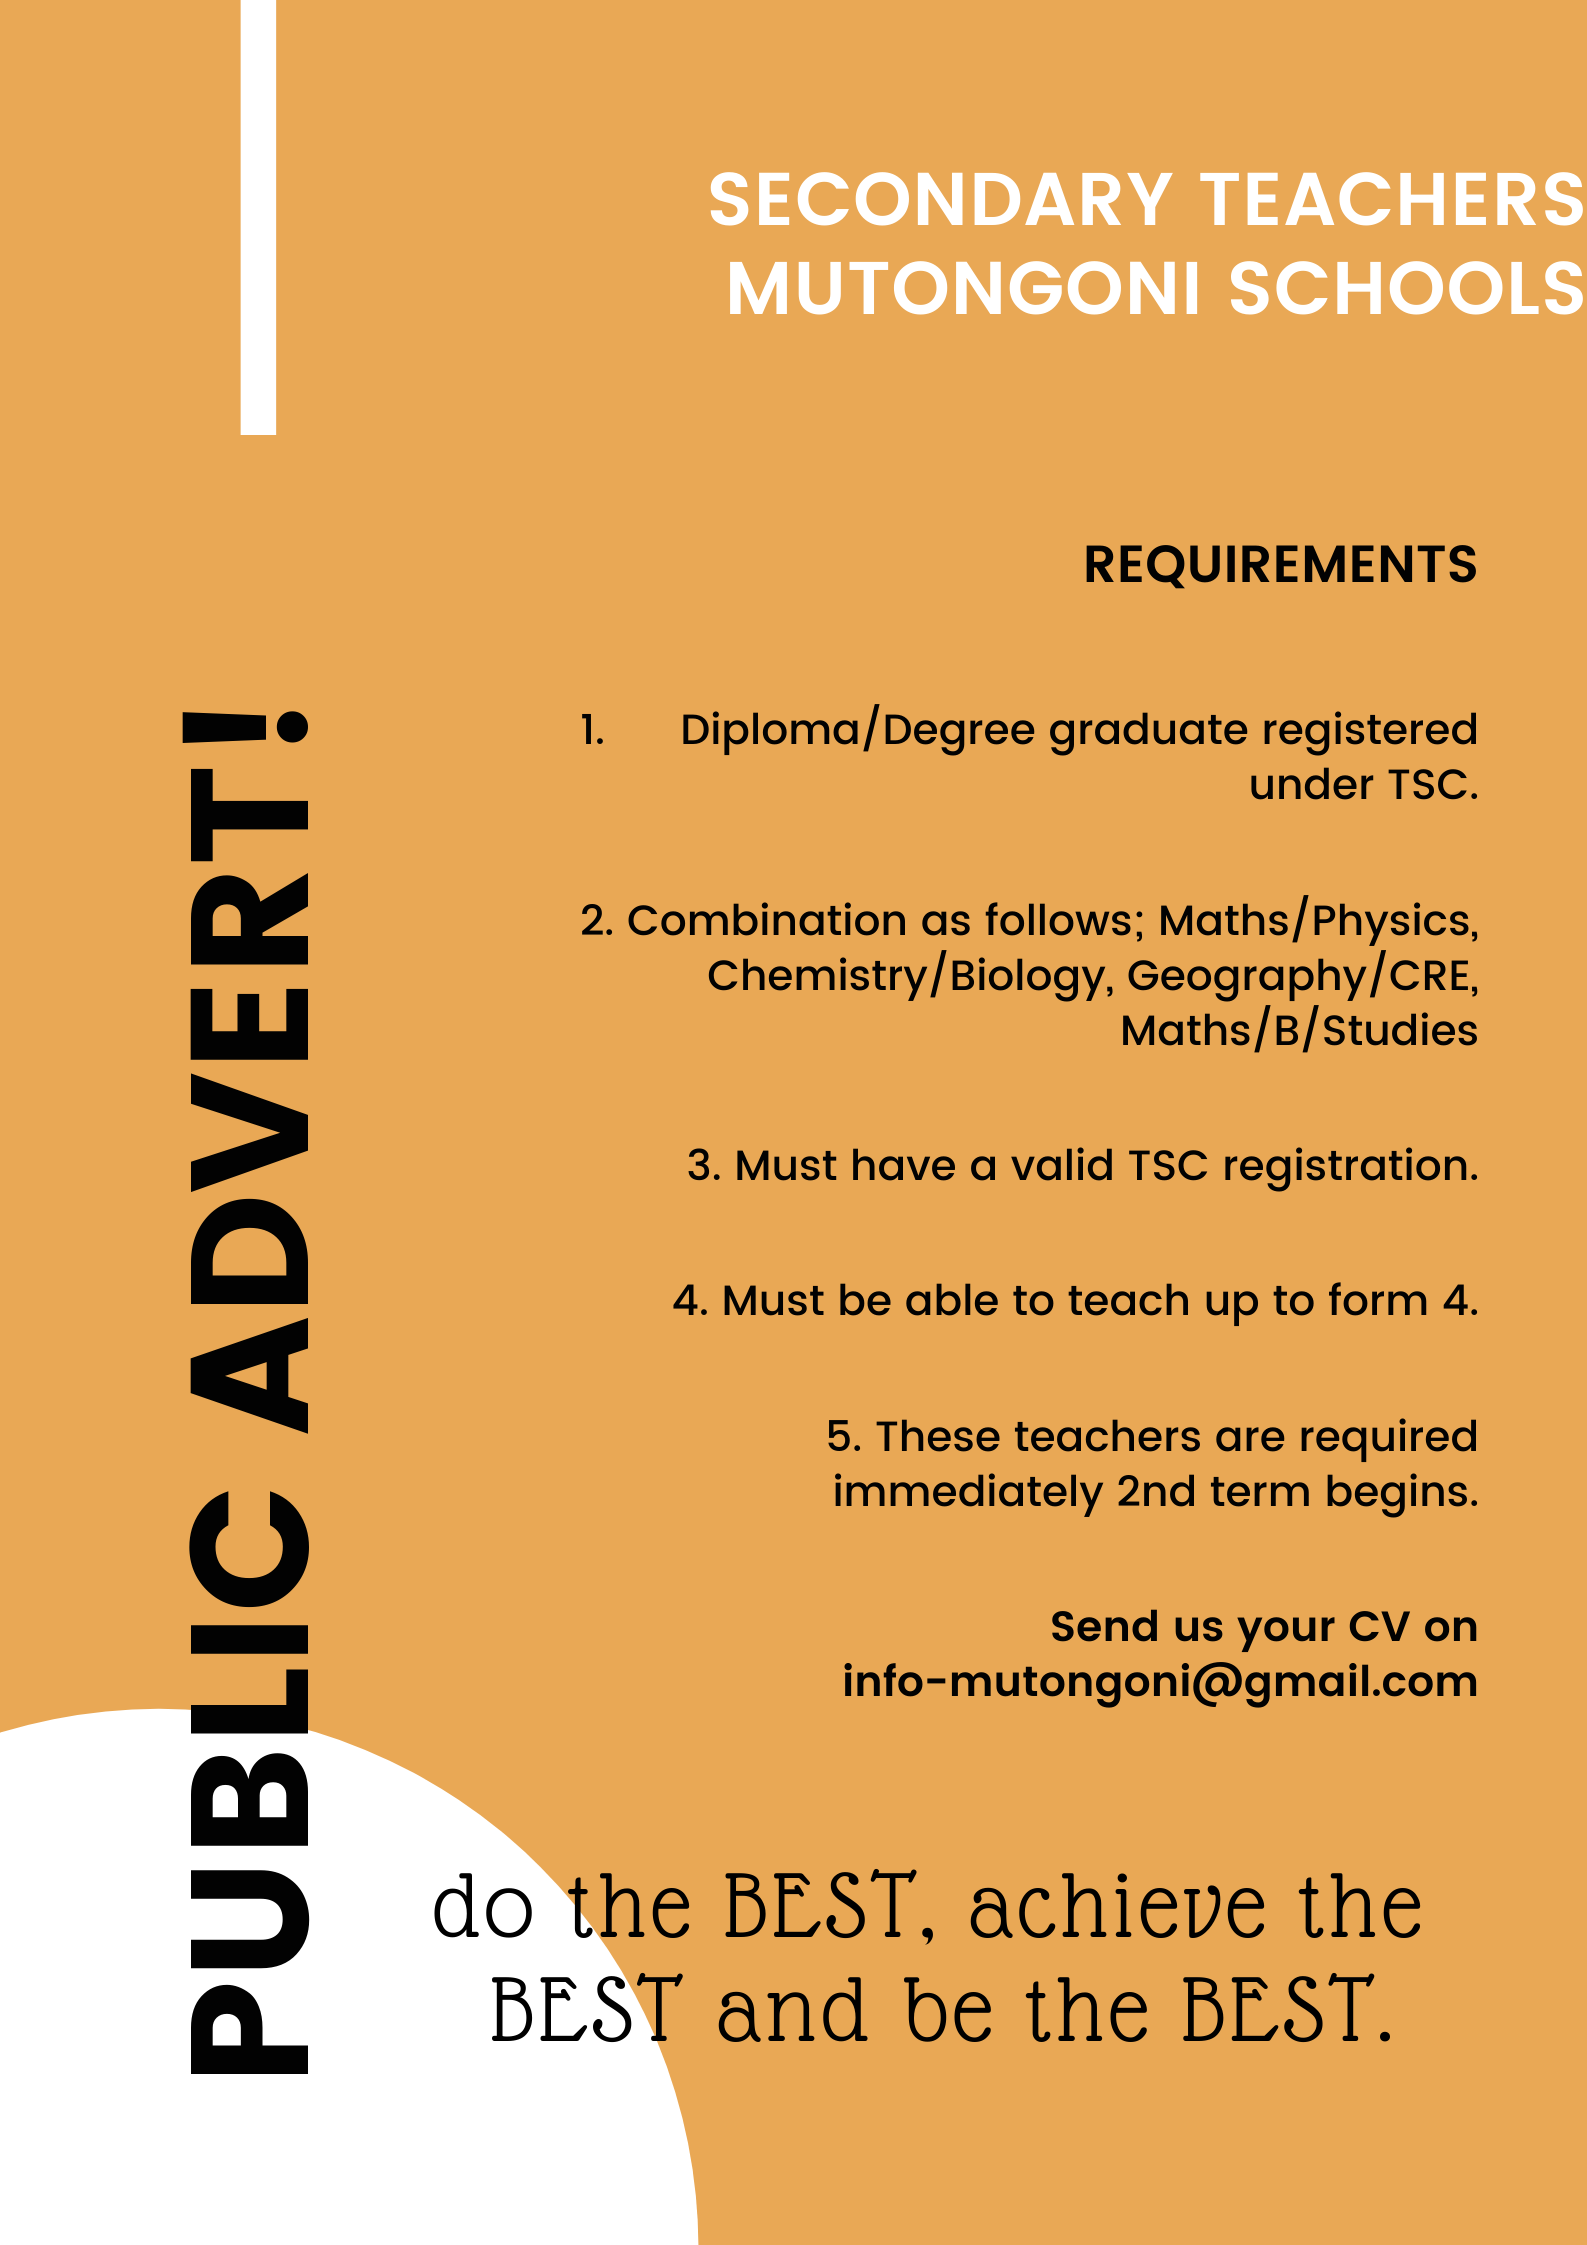 SECONDARY TEACHERS
MUTONGONI SCHOOLS
PUBLIC ADVERT!
REQUIREMENTS
1. Diploma/Degree graduate registered
under TSC.
2. Combination as follows; Maths/Physics,
Chemistry/Biology, Geography/CRE,
Maths/B/Studies
3. Must have a valid TSC registration.
4. Must be able to teach up to form 4.
5. These teachers are required
immediately 2nd term begins.
Send us your CV on
info-mutongoni@gmail.com
do the BEST, achieve the
BEST and be the BEST.